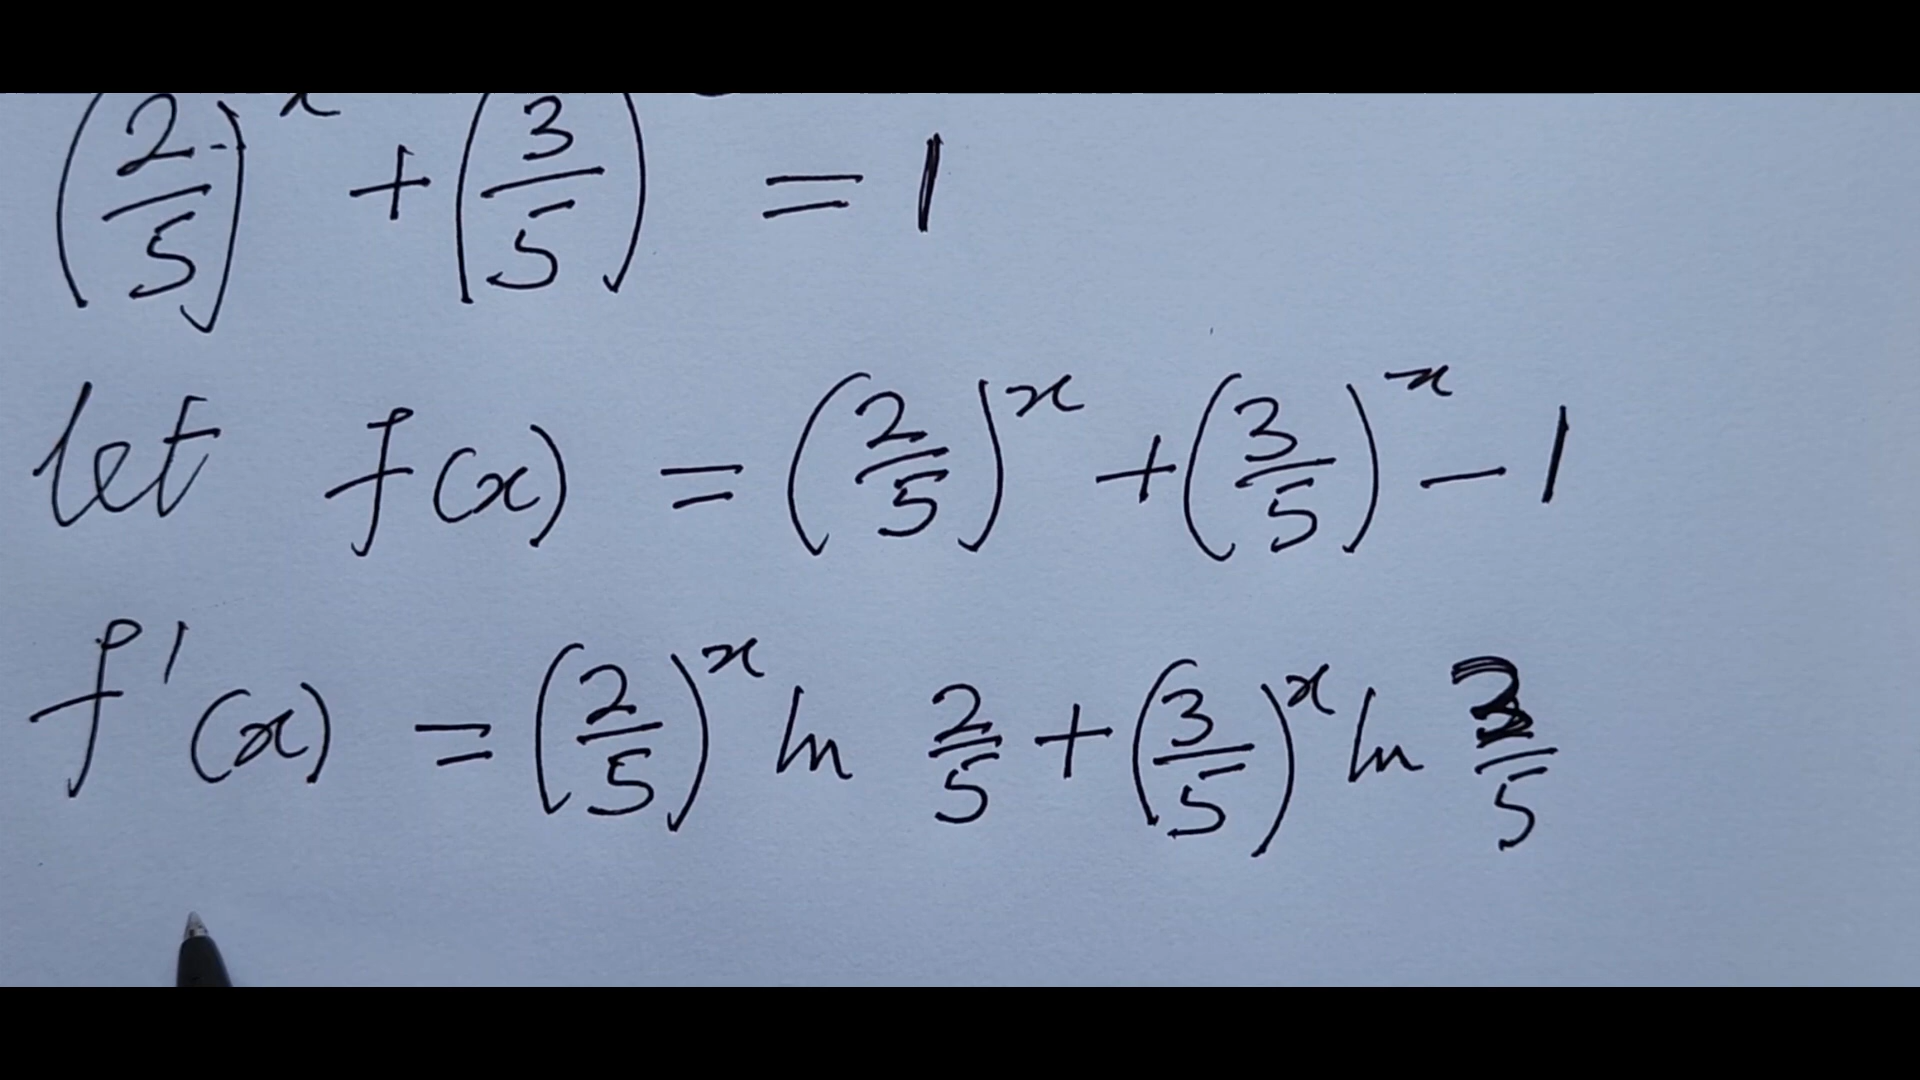 (2/5)^x + (3/5) = 1
let f(x) = (2/5)^x + (3/5)^x - 1
f'(x) = (2/5)^x ln 2/5 + (3/5)^x ln 3/5